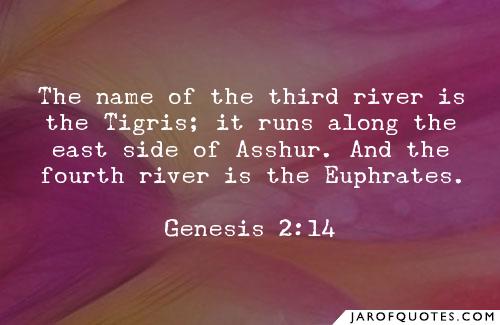 The name of the third river is
the Tigris; it runs along the
east side of Asshur. And the
fourth river is the Euphrates.
Genesis 2:14
JAROFQUOTES.COM